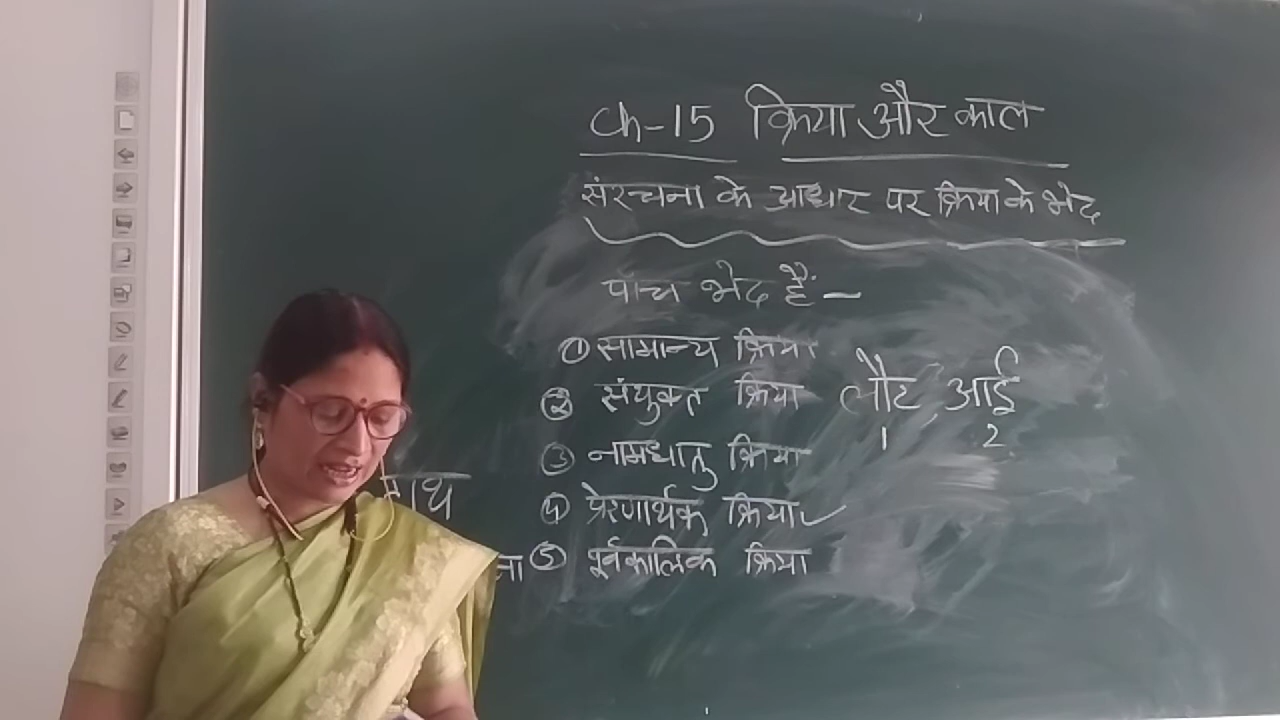 Ch-15 क्रिया और काल
संरचना के आधार पर क्रिया के भेद
पाँच भेद हैं-
① सामान्य क्रिया
② संयुक्त क्रिया लौट आई
1 2
③ नामधातु क्रिया
④ प्रेरणार्थक क्रिया
⑤ पूर्वकालिक क्रिया